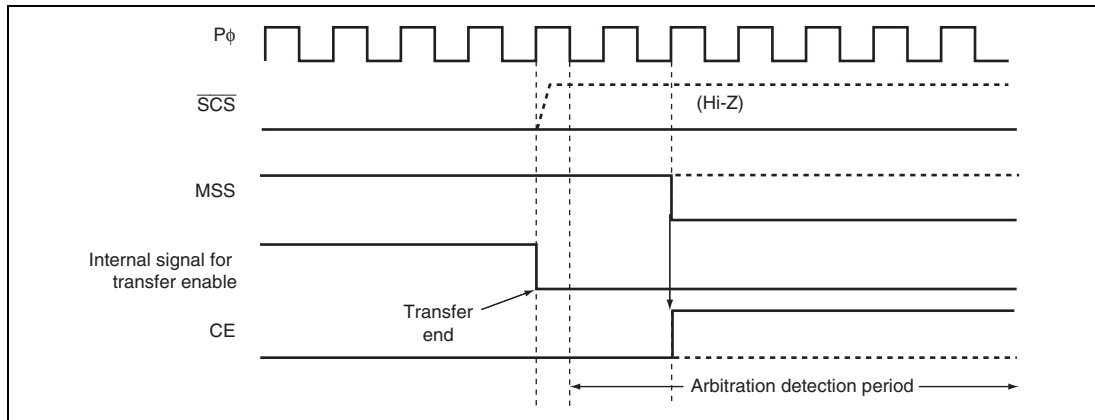 Pϕ
SCS
(Hi-Z)
MSS
Internal signal for
transfer enable
Transfer
end
CE
Arbitration detection period